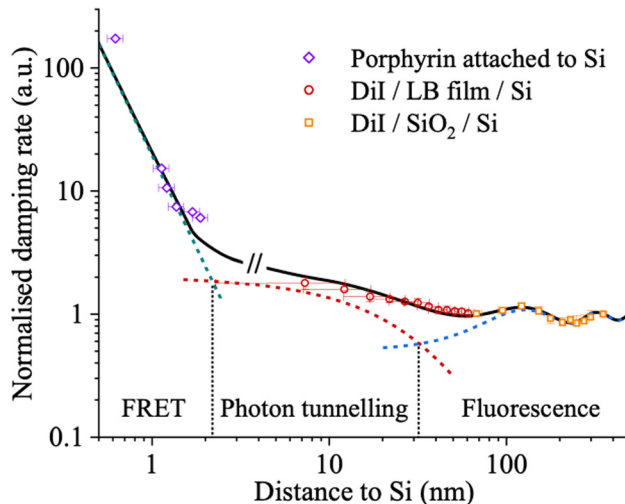 Normalised damping rate (a.u.)
100
10
1
0.1
Porphyrin attached to Si
DiI / LB film / Si
DiI / SiO₂ / Si
//
FRET
Photon tunnelling
Fluorescence
1
10
100
Distance to Si (nm)